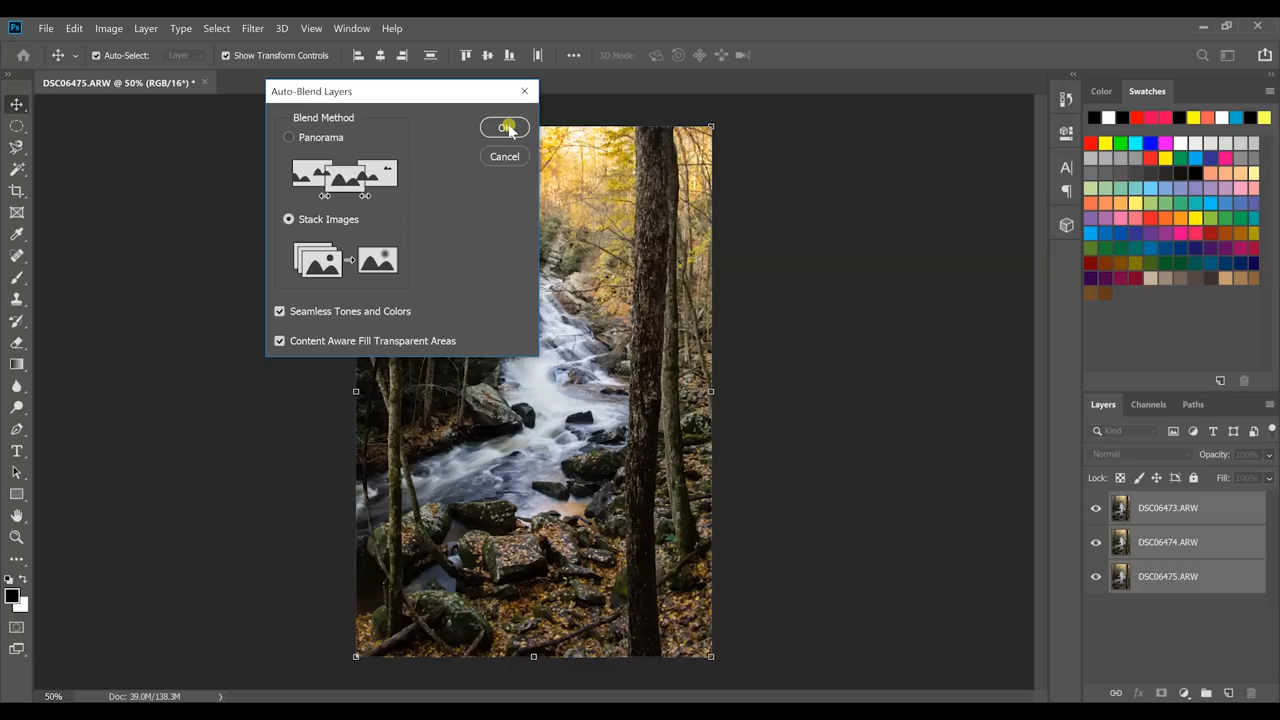 Ps File Edit Image Layer Type Select Filter 3D View Window Help
Auto-Select: Layer Show Transform Controls 3D Mode:
DSC06475.ARW @ 50% (RGB/16*) *
Auto-Blend Layers
Blend Method
Panorama
Cancel
Stack Images
Seamless Tones and Colors
Content Aware Fill Transparent Areas
Color Swatches
Layers Channels Paths
Kind
Normal Opacity: 100%
Lock: Fill: 100%
DSC06473.ARW
DSC06474.ARW
DSC06475.ARW
50% Doc: 39.0M/138.3M